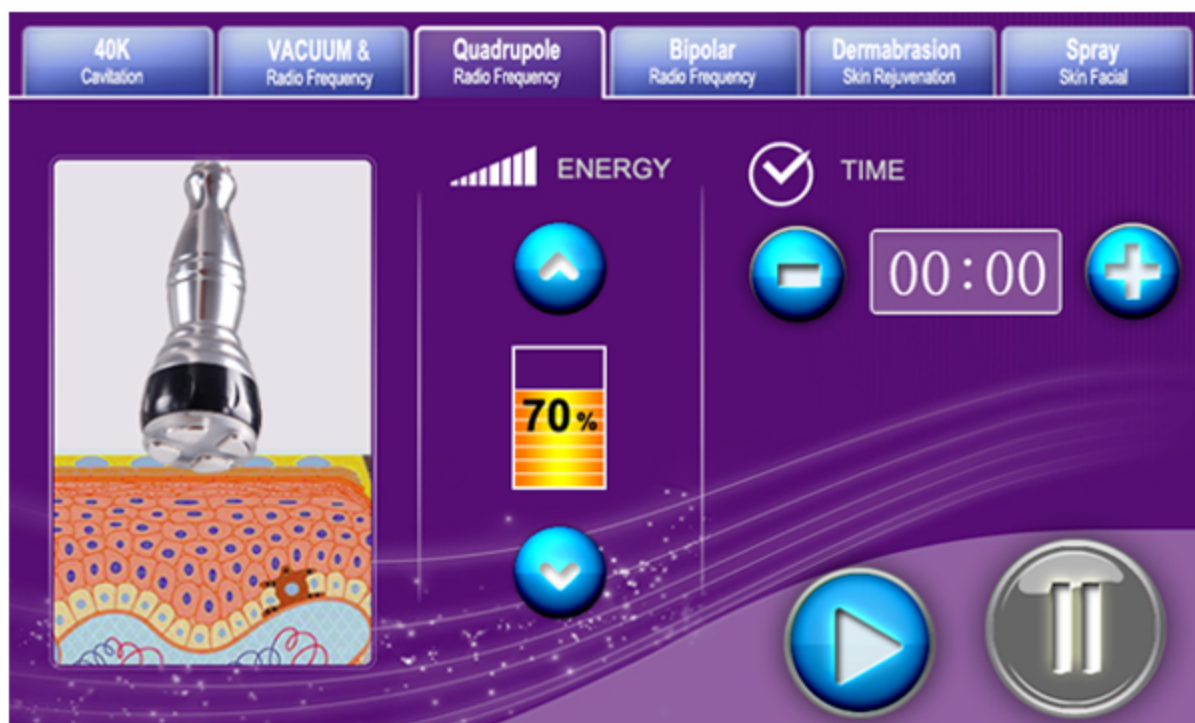 40K
Cavitation
VACUUM &
Radio Frequency
Quadrupole
Radio Frequency
Bipolar
Radio Frequency
Dermabrasion
Skin Rejuvenation
Spray
Skin Facial
ENERGY
TIME
00:00
70%